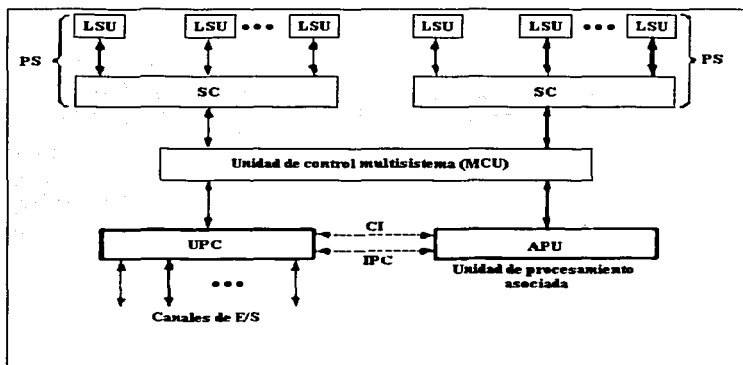 LSU LSU ••• LSU LSU LSU ••• LSU
PS PS
SC SC
Unidad de control multisistema (MCU)
CI
UPC APU
IPC
Unidad de procesamiento
asociada
•••
Canales de E/S